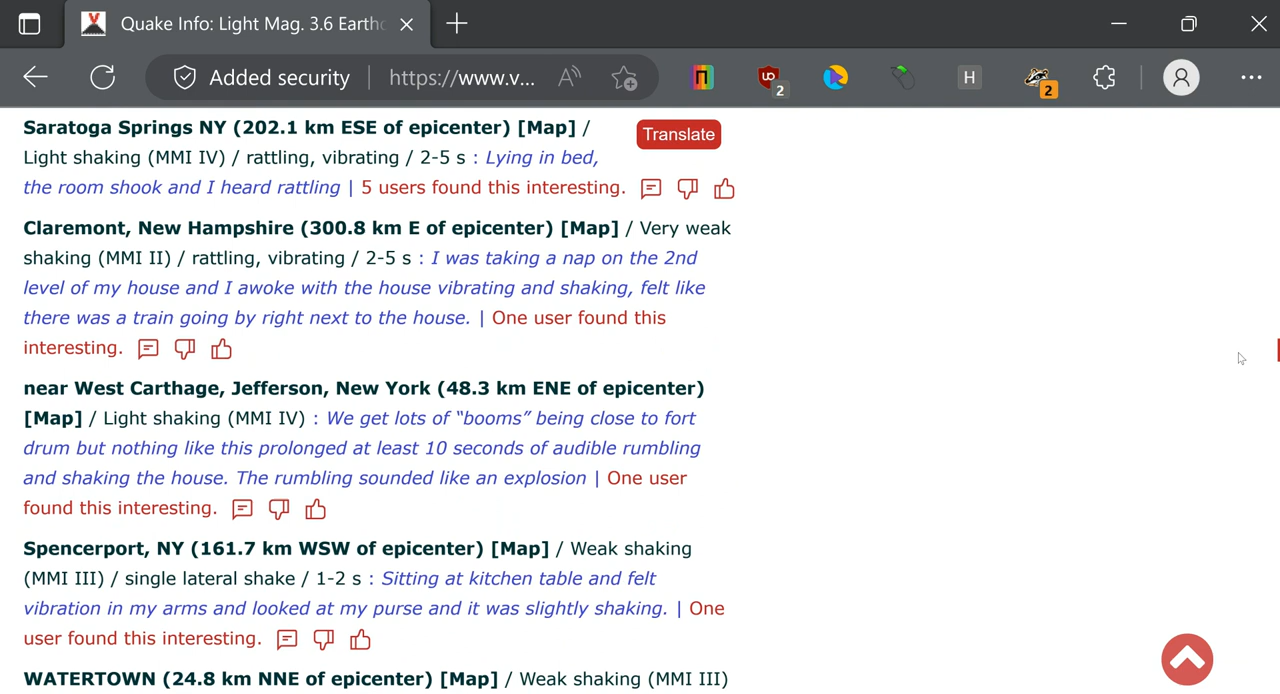 Quake Info: Light Mag. 3.6 Earthq
Added security
https://www.v...
H
2
2
Saratoga Springs NY (202.1 km ESE of epicenter) [Map] /
Translate
Light shaking (MMI IV) / rattling, vibrating / 2-5 s : Lying in bed,
the room shook and I heard rattling | 5 users found this interesting.
Claremont, New Hampshire (300.8 km E of epicenter) [Map] / Very weak
shaking (MMI II) / rattling, vibrating / 2-5 s : I was taking a nap on the 2nd
level of my house and I awoke with the house vibrating and shaking, felt like
there was a train going by right next to the house. | One user found this
interesting.
near West Carthage, Jefferson, New York (48.3 km ENE of epicenter)
[Map] / Light shaking (MMI IV) : We get lots of “booms” being close to fort
drum but nothing like this prolonged at least 10 seconds of audible rumbling
and shaking the house. The rumbling sounded like an explosion | One user
found this interesting.
Spencerport, NY (161.7 km WSW of epicenter) [Map] / Weak shaking
(MMI III) / single lateral shake / 1-2 s : Sitting at kitchen table and felt
vibration in my arms and looked at my purse and it was slightly shaking. | One
user found this interesting.
WATERTOWN (24.8 km NNE of epicenter) [Map] / Weak shaking (MMI III)